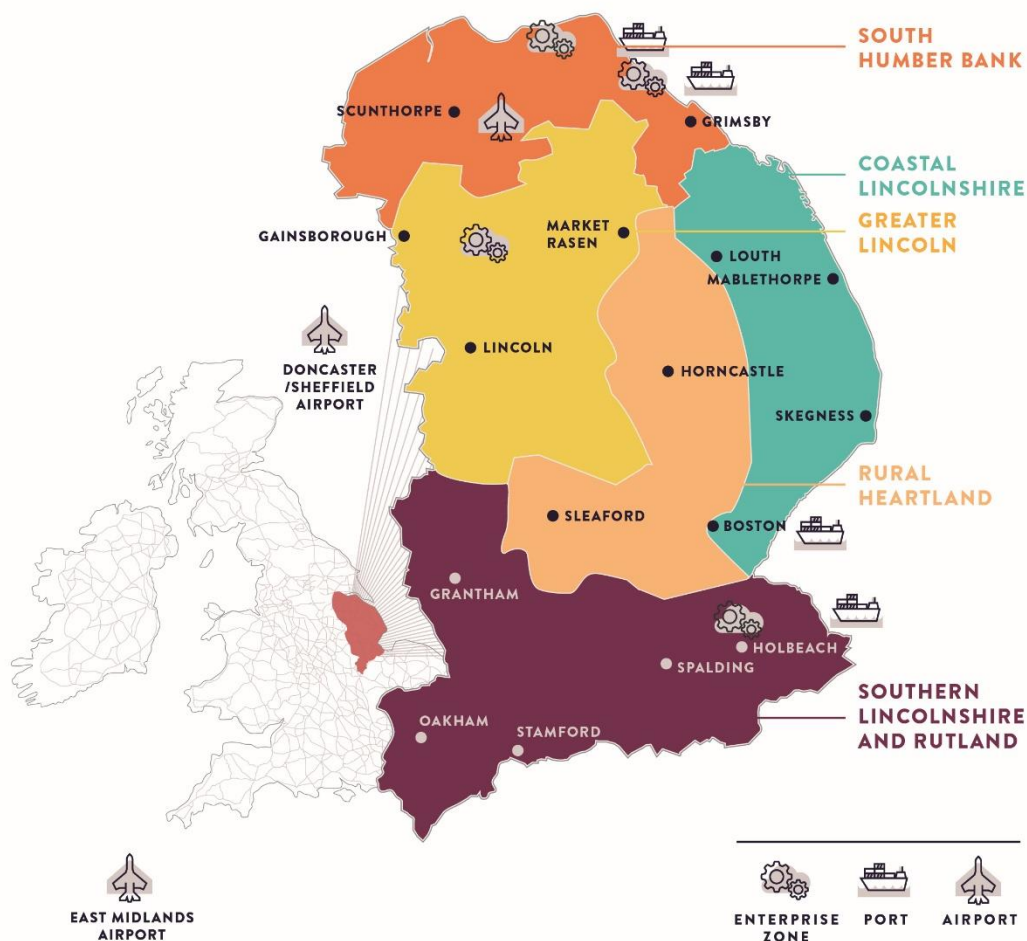 SOUTH
HUMBER BANK
SCUNTHORPE
GRIMSBY
COASTAL
LINCOLNSHIRE
GREATER
LINCOLN
GAINSBOROUGH
MARKET
RASEN
LOUTH
MABLETHORPE
DONCASTER
/SHEFFIELD
AIRPORT
LINCOLN
HORNCASTLE
SKEGNESS
RURAL
HEARTLAND
SLEAFORD
BOSTON
GRANTHAM
HOLBEACH
SPALDING
SOUTHERN
LINCOLNSHIRE
AND RUTLAND
OAKHAM
STAMFORD
EAST MIDLANDS
AIRPORT
ENTERPRISE
ZONE
PORT
AIRPORT